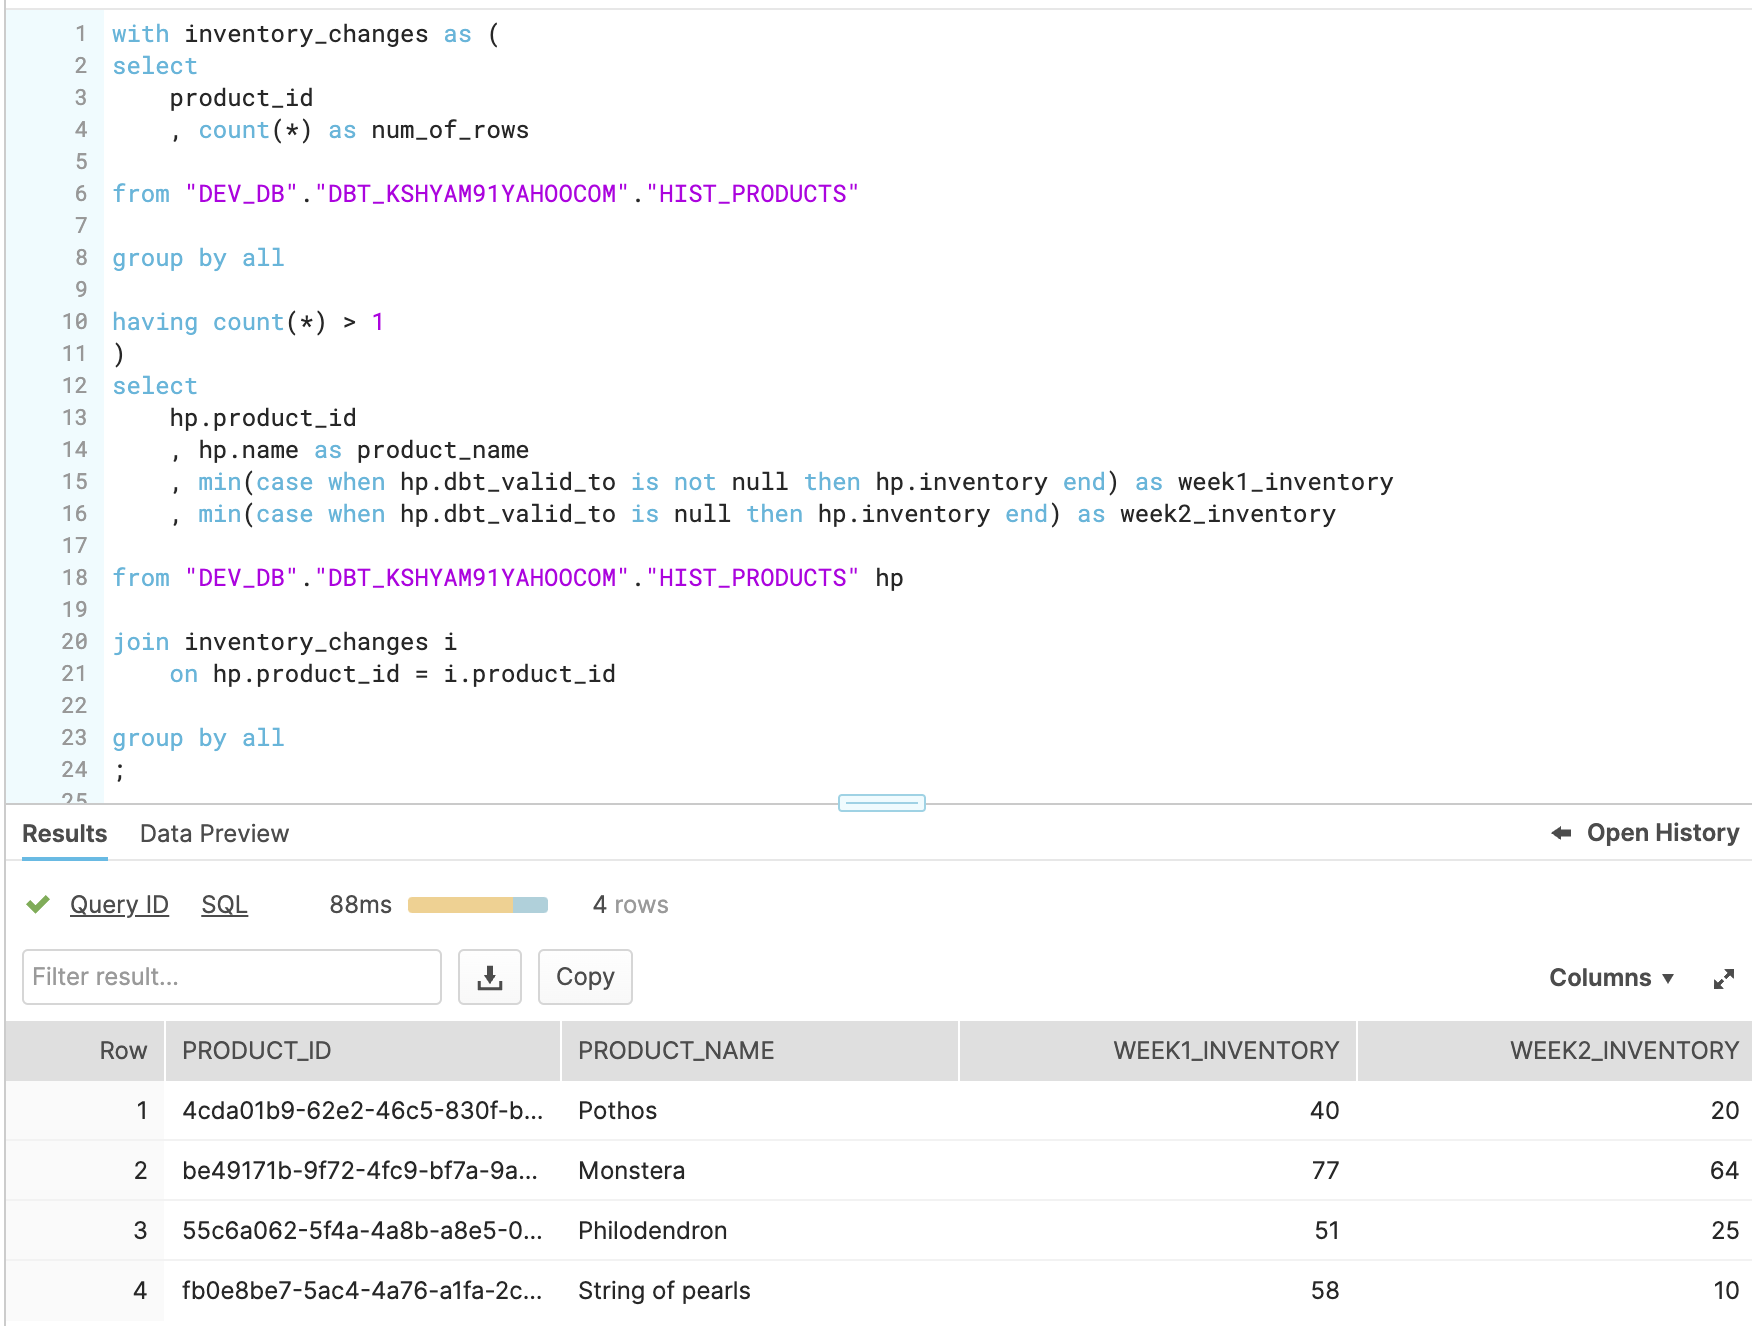 1 with inventory_changes as (
2 select
3 product_id
4 , count(*) as num_of_rows
5
6 from "DEV_DB"."DBT_KSHYAM91YAHOOCOM"."HIST_PRODUCTS"
7
8 group by all
9
10 having count(*) > 1
11 )
12 select
13 hp.product_id
14 , hp.name as product_name
15 , min(case when hp.dbt_valid_to is not null then hp.inventory end) as week1_inventory
16 , min(case when hp.dbt_valid_to is null then hp.inventory end) as week2_inventory
17
18 from "DEV_DB"."DBT_KSHYAM91YAHOOCOM"."HIST_PRODUCTS" hp
19
20 join inventory_changes i
21 on hp.product_id = i.product_id
22
23 group by all
24 ;
25
Results Data Preview Open History
Query ID SQL 88ms 4 rows
Filter result... Copy Columns
Row PRODUCT_ID PRODUCT_NAME WEEK1_INVENTORY WEEK2_INVENTORY
1 4cda01b9-62e2-46c5-830f-b... Pothos 40 20
2 be49171b-9f72-4fc9-bf7a-9a... Monstera 77 64
3 55c6a062-5f4a-4a8b-a8e5-0... Philodendron 51 25
4 fb0e8be7-5ac4-4a76-a1fa-2c... String of pearls 58 10